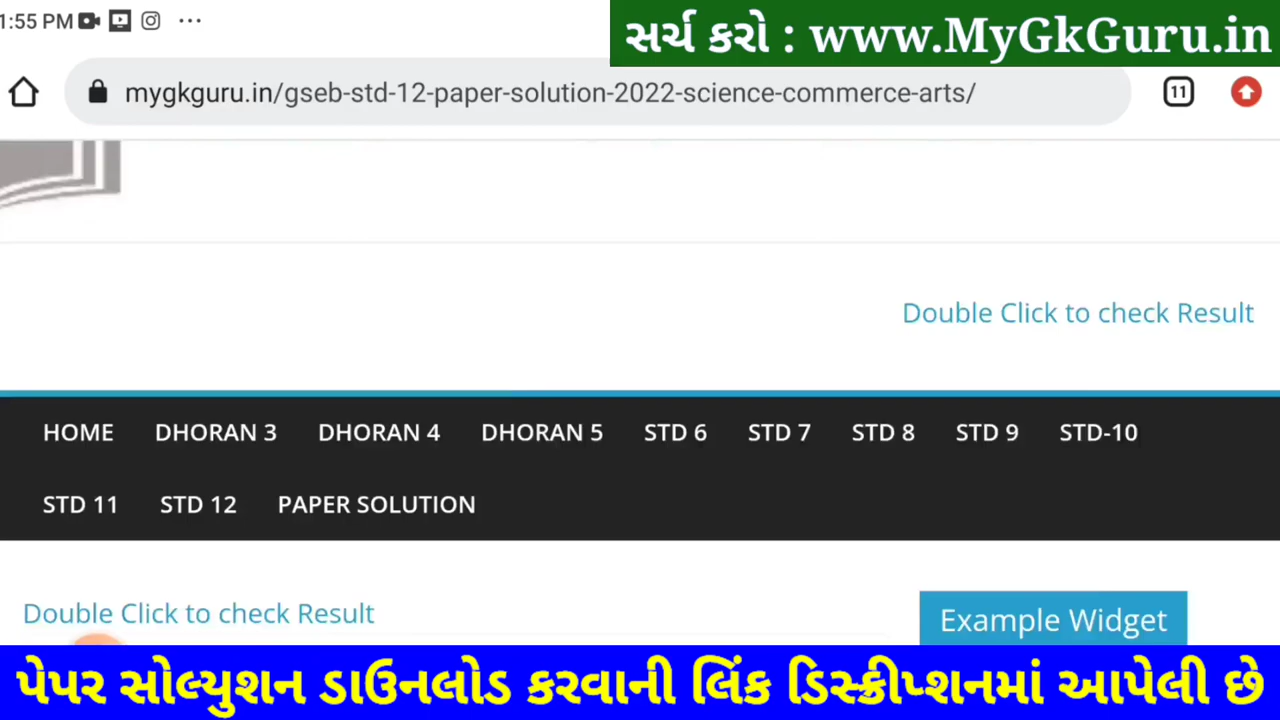 1:55 PM
સર્ચ કરો : www.MyGkGuru.in
mygkguru.in/gseb-std-12-paper-solution-2022-science-commerce-arts/
11
Double Click to check Result
HOME DHORAN 3 DHORAN 4 DHORAN 5 STD 6 STD 7 STD 8 STD 9 STD-10
STD 11 STD 12 PAPER SOLUTION
Double Click to check Result
Example Widget
પેપર સોલ્યુશન ડાઉનલોડ કરવાની લિંક ડિસ્ક્રીપ્શનમાં આપેલી છે